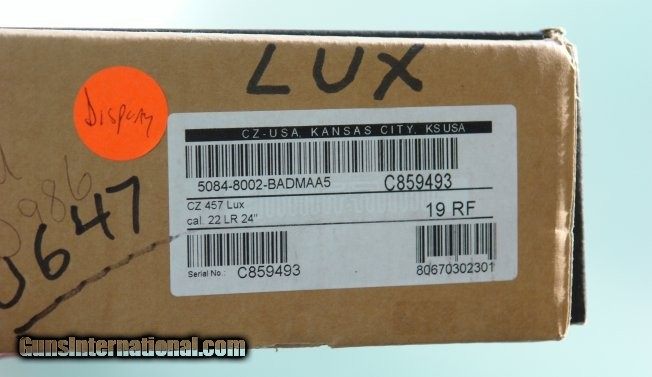 LUX
DISPLAY
CZ-USA, KANSAS CITY, KS USA
5084-8002-BADMAA5 C859493
CZ 457 Lux
cal. 22 LR 24" 19 RF
Serial No.: C859493 80670302301
986
647
GunsInternational.com